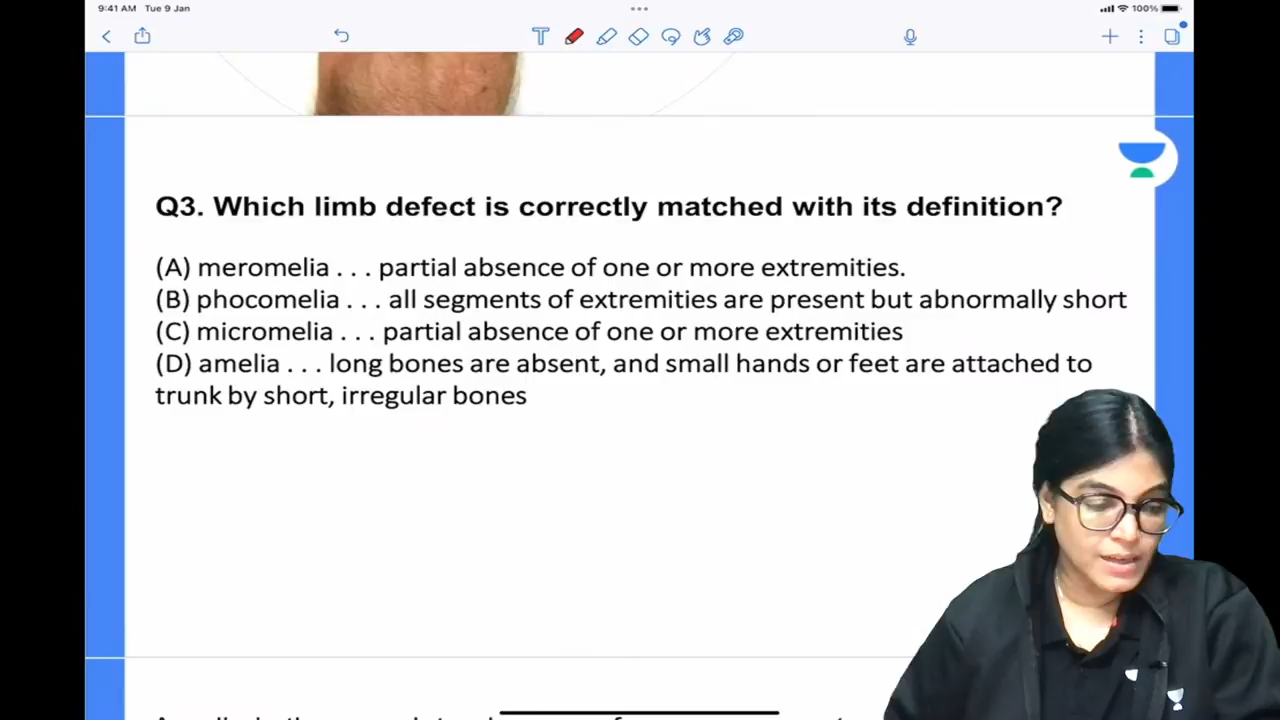 9:41 AM Tue 9 Jan
100%
Q3. Which limb defect is correctly matched with its definition?
(A) meromelia . . . partial absence of one or more extremities.
(B) phocomelia . . . all segments of extremities are present but abnormally short
(C) micromelia . . . partial absence of one or more extremities
(D) amelia . . . long bones are absent, and small hands or feet are attached to
trunk by short, irregular bones